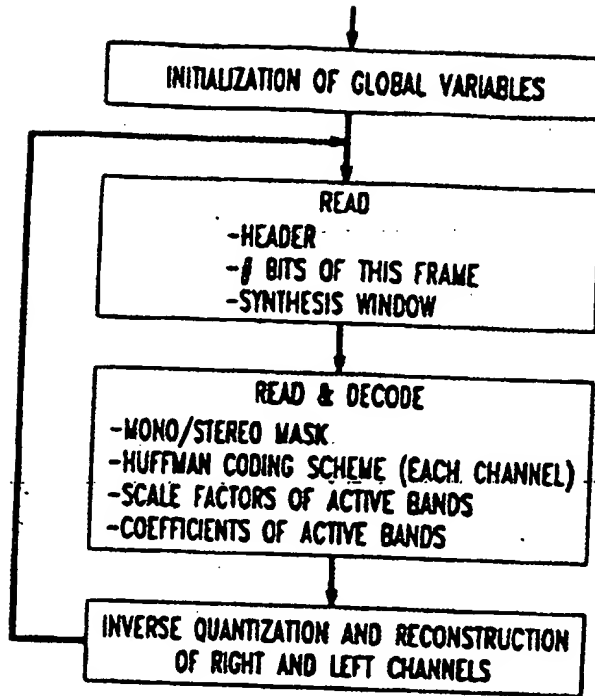 INITIALIZATION OF GLOBAL VARIABLES
READ
-HEADER
-# BITS OF THIS FRAME
-SYNTHESIS WINDOW
READ & DECODE
-MONO/STEREO MASK
-HUFFMAN CODING SCHEME (EACH CHANNEL)
-SCALE FACTORS OF ACTIVE BANDS
-COEFFICIENTS OF ACTIVE BANDS
INVERSE QUANTIZATION AND RECONSTRUCTION
OF RIGHT AND LEFT CHANNELS